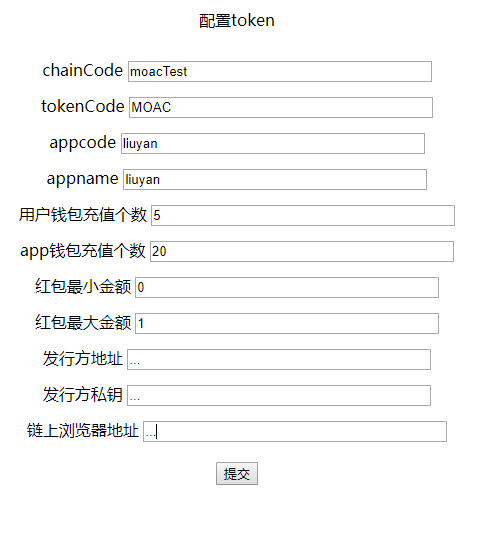 配置token
chainCode moacTest
tokenCode MOAC
appcode liuyan
appname liuyan
用户钱包充值个数 5
app钱包充值个数 20
红包最小金额 0
红包最大金额 1
发行方地址 ...
发行方私钥 ...
链上浏览器地址 ...
提交